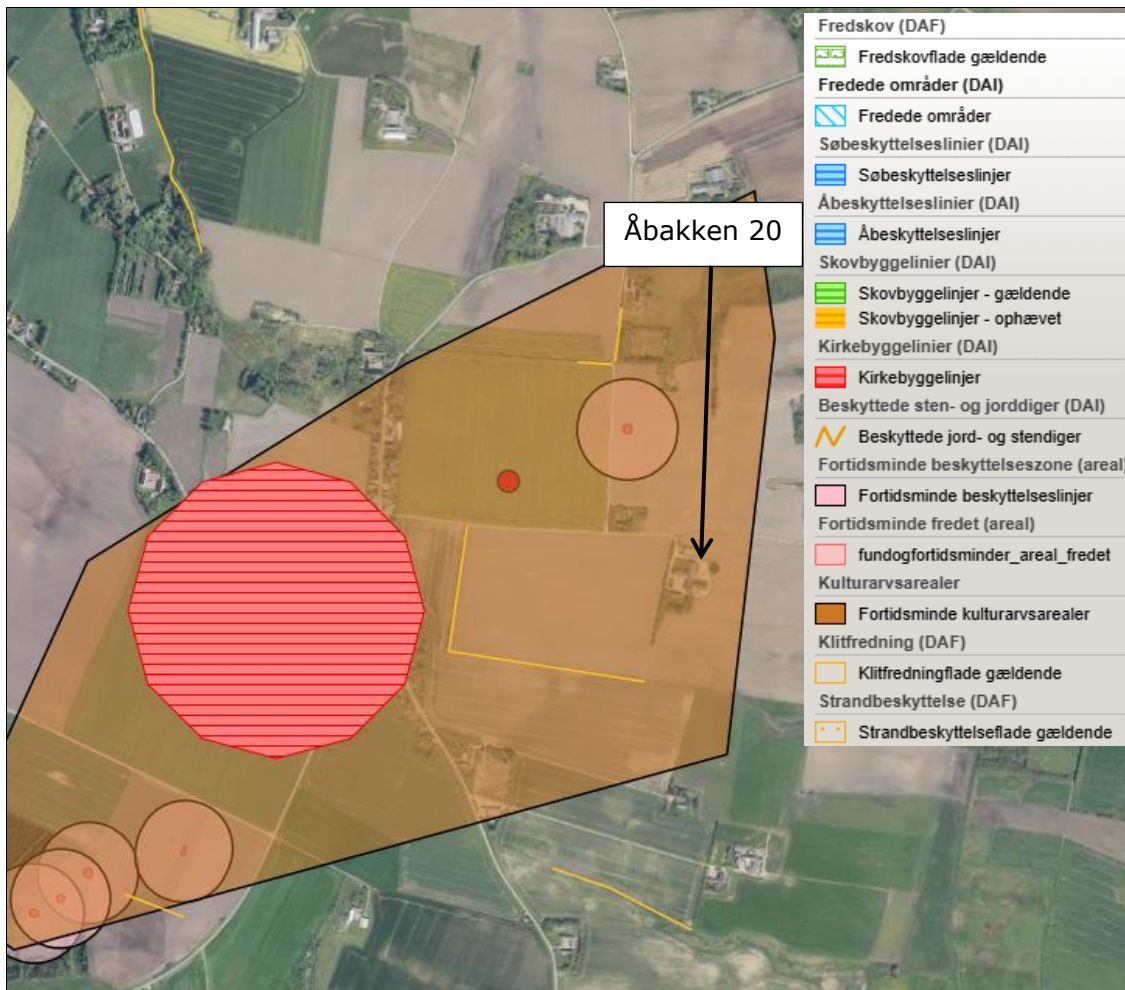 Åbakken 20
Fredskov (DAF)
Fredskovflade gældende
Fredede områder (DAI)
Fredede områder
Søbeskyttelseslinier (DAI)
Søbeskyttelseslinjer
Åbeskyttelseslinier (DAI)
Åbeskyttelseslinjer
Skovbyggelinier (DAI)
Skovbyggelinjer - gældende
Skovbyggelinjer - ophævet
Kirkebyggelinier (DAI)
Kirkebyggelinjer
Beskyttede sten- og jorddiger (DAI)
Beskyttede jord- og stendiger
Fortidsminde beskyttelseszone (areal)
Fortidsminde beskyttelseslinjer
Fortidsminde fredet (areal)
fundogfortidsminder_areal_fredet
Kulturarvsarealer
Fortidsminde kulturarvsarealer
Klitfredning (DAF)
Klitfredningflade gældende
Strandbeskyttelse (DAF)
Strandbeskyttelseflade gældende